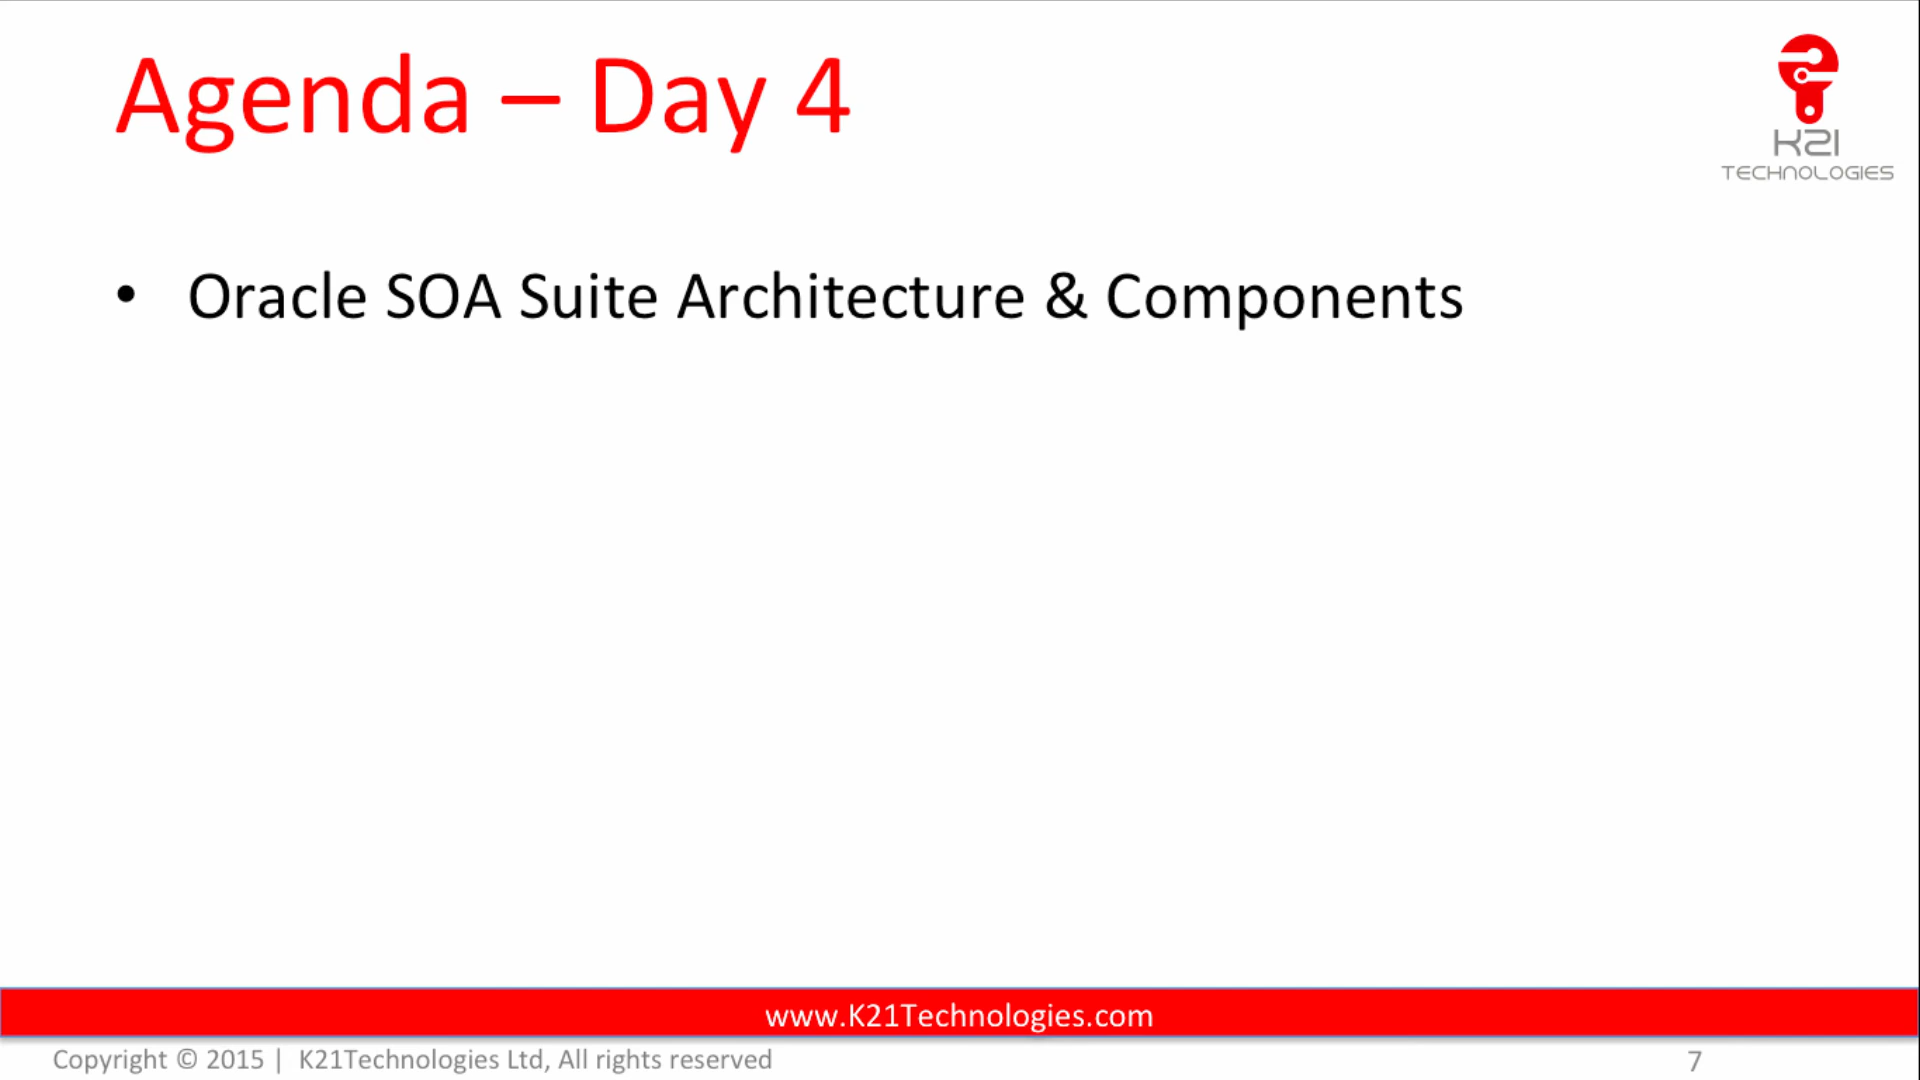 Agenda – Day 4
K21
TECHNOLOGIES
• Oracle SOA Suite Architecture & Components
www.K21Technologies.com
Copyright © 2015 | K21Technologies Ltd, All rights reserved
7